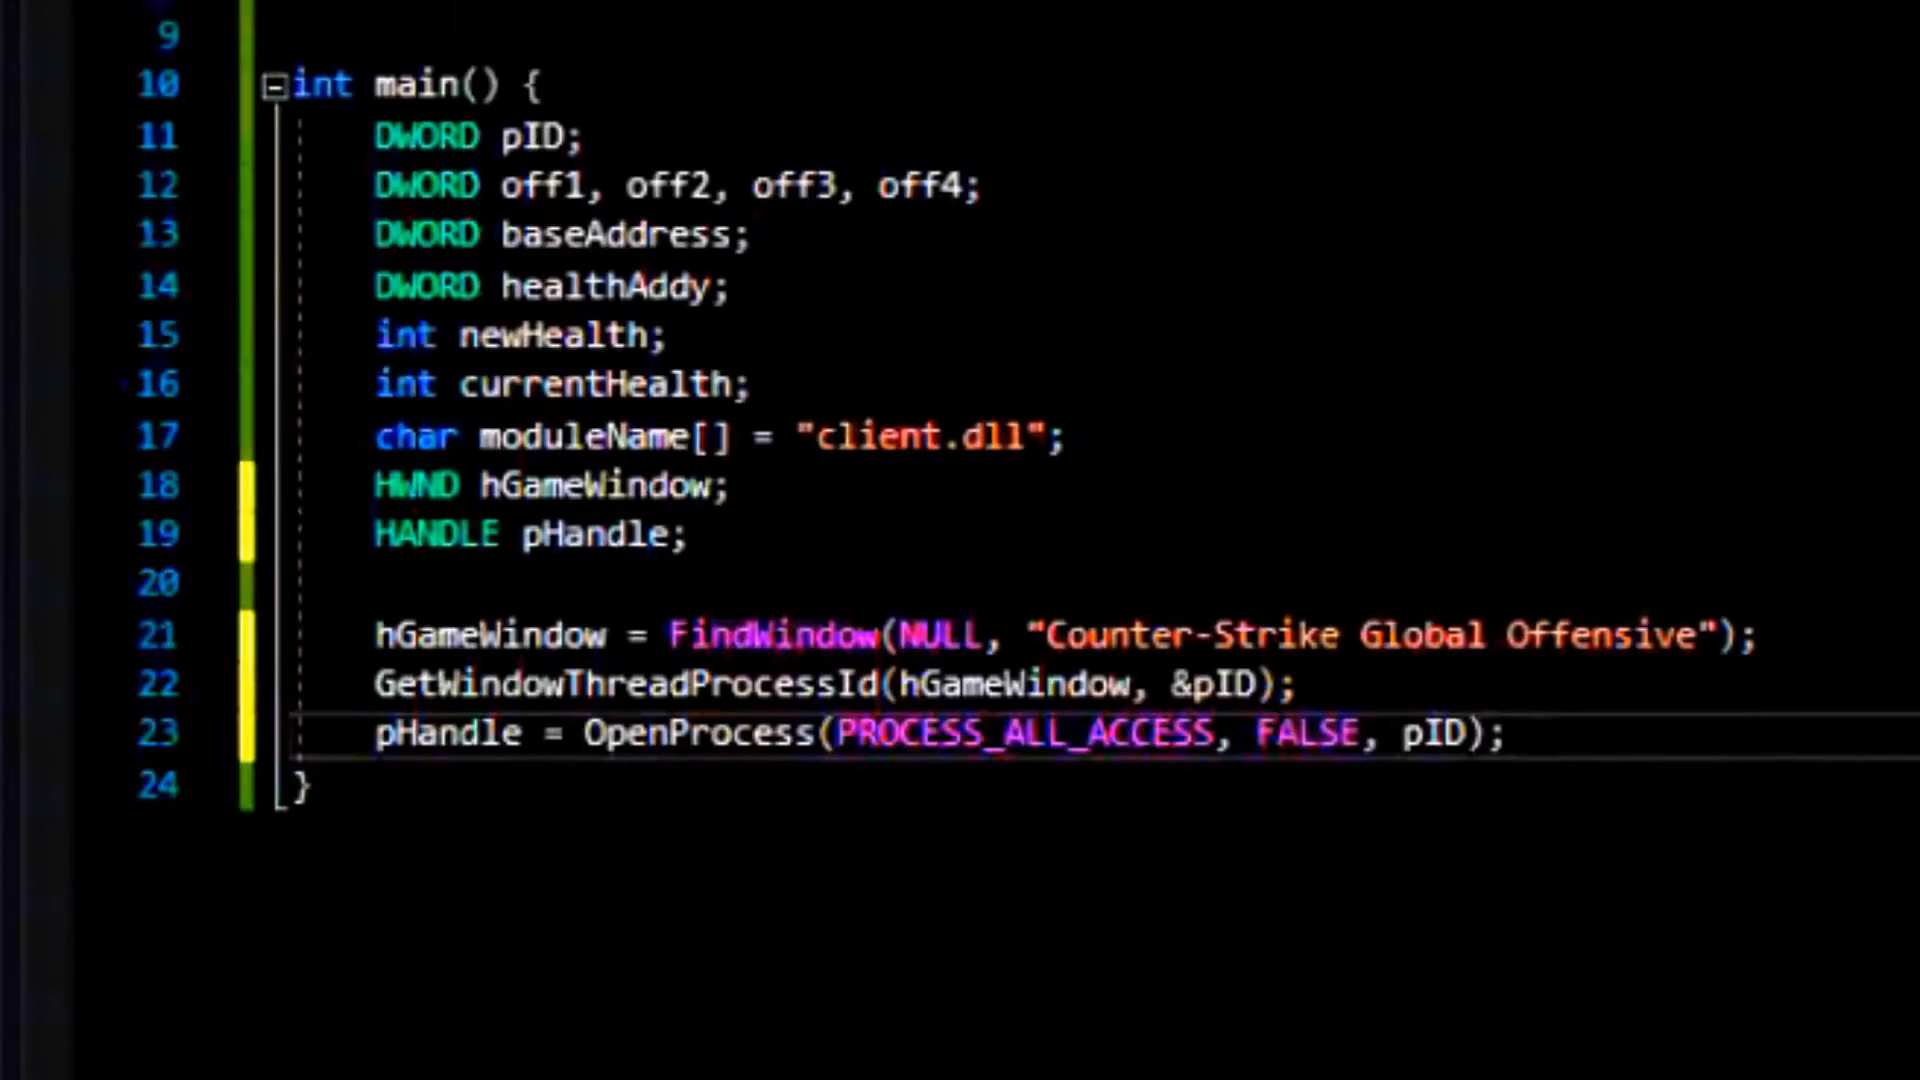 9
10 int main() {
11 DWORD pID;
12 DWORD off1, off2, off3, off4;
13 DWORD baseAddress;
14 DWORD healthAddy;
15 int newHealth;
16 int currentHealth;
17 char moduleName[] = "client.dll";
18 HWND hGameWindow;
19 HANDLE pHandle;
20
21 hGameWindow = FindWindow(NULL, "Counter-Strike Global Offensive");
22 GetWindowThreadProcessId(hGameWindow, &pID);
23 pHandle = OpenProcess(PROCESS_ALL_ACCESS, FALSE, pID);
24 }